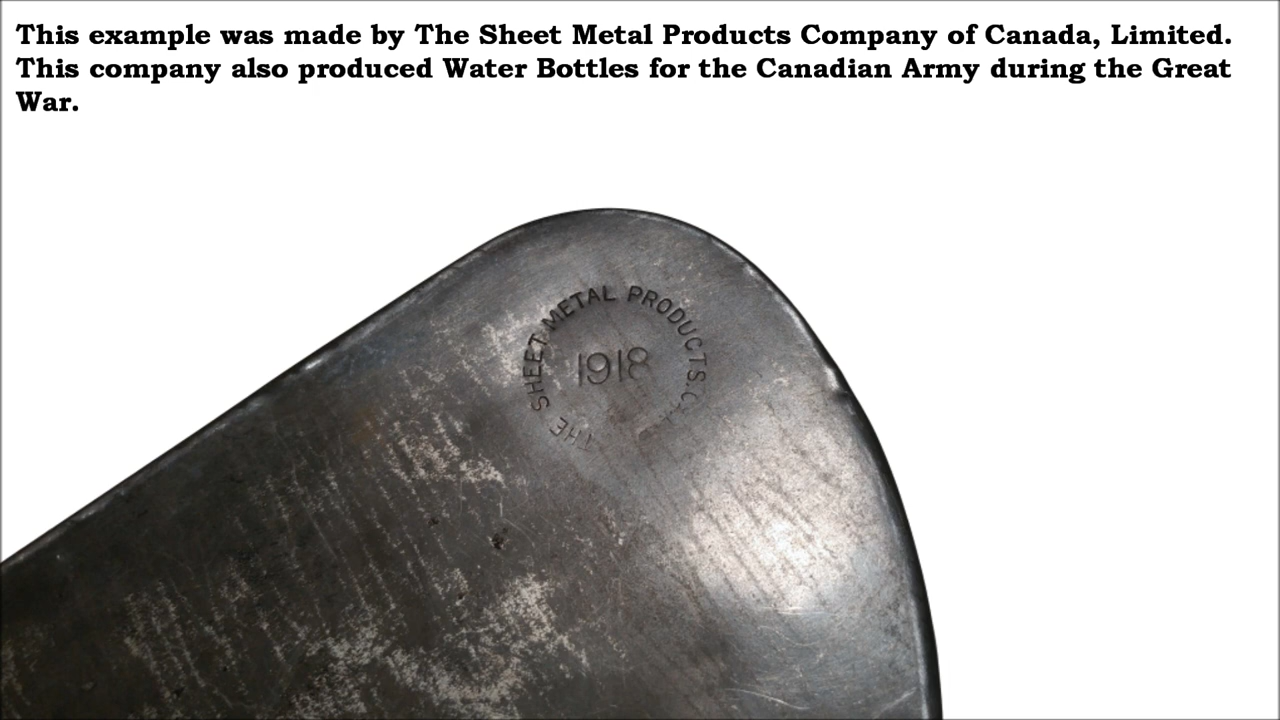 This example was made by The Sheet Metal Products Company of Canada, Limited.
This company also produced Water Bottles for the Canadian Army during the Great
War.
THE SHEET METAL PRODUCTS.C
1918